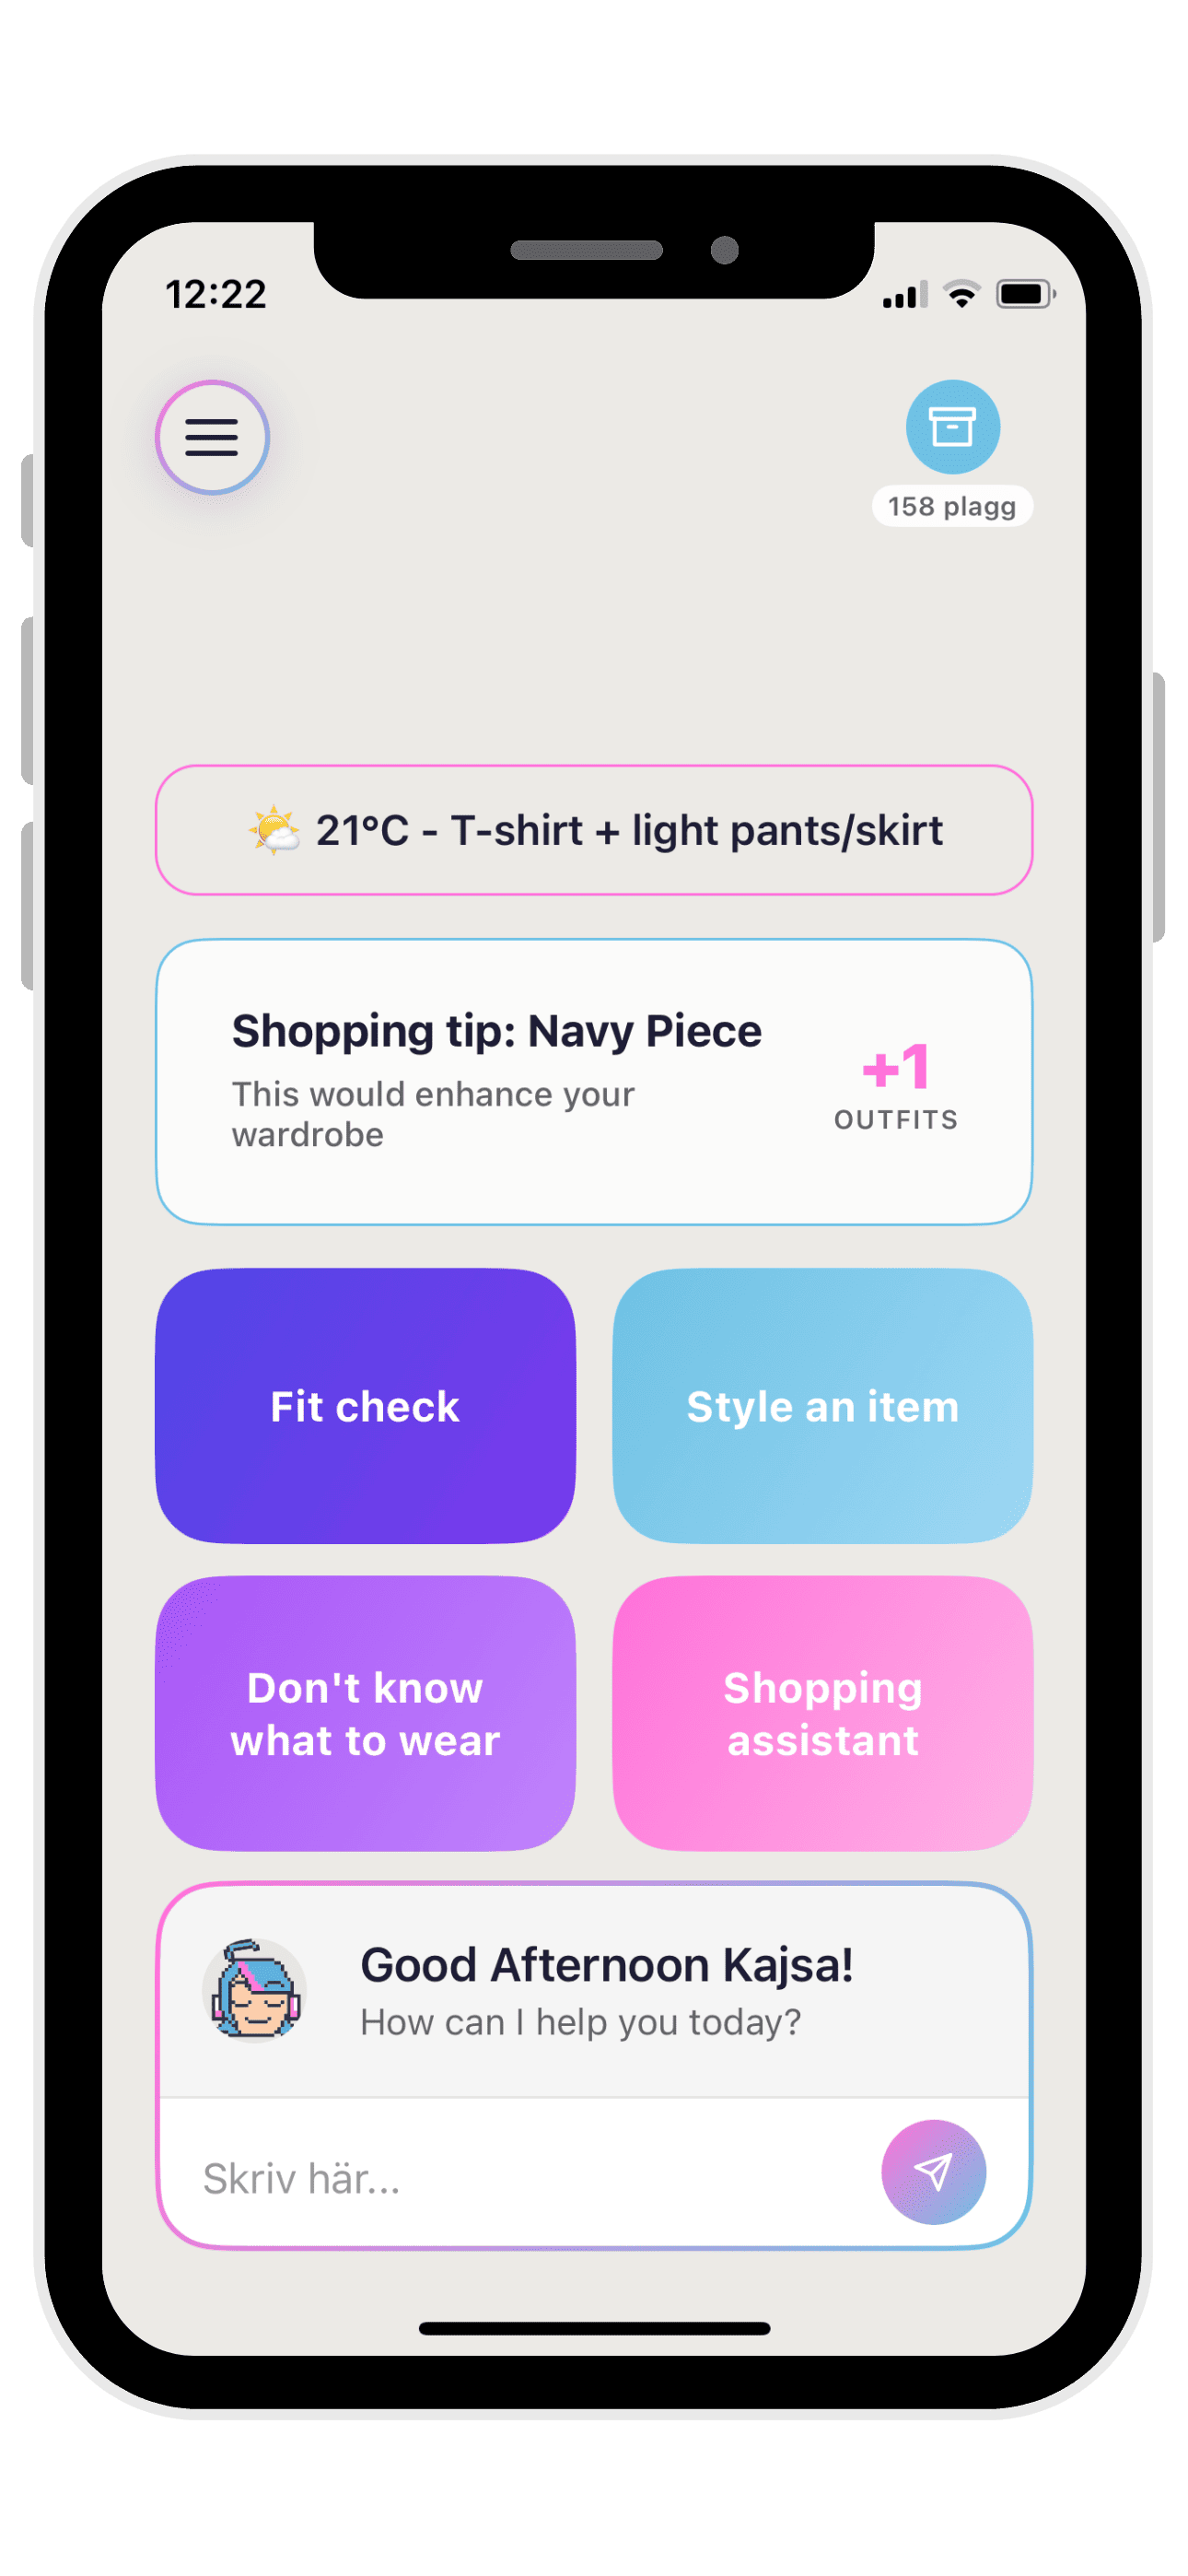 12:22
158 plagg
🌤️ 21°C - T-shirt + light pants/skirt
Shopping tip: Navy Piece
This would enhance your
wardrobe
+1
OUTFITS
Fit check
Style an item
Don't know
what to wear
Shopping
assistant
Good Afternoon Kajsa!
How can I help you today?
Skriv här...